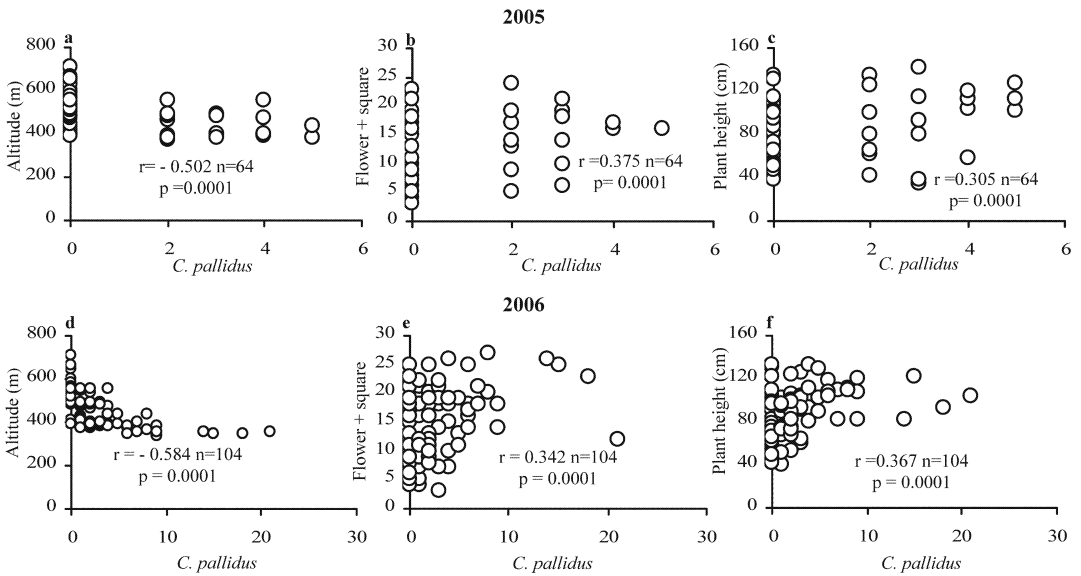 2005
a
Altitude (m)
800
600
400
200
0
r= - 0.502 n=64
p =0.0001
0 2 4 6
C. pallidus
b
Flower + square
30
25
20
15
10
5
0
r =0.375 n=64
p= 0.0001
0 2 4 6
C. pallidus
c
Plant height (cm)
160
120
80
40
0
r =0.305 n=64
p= 0.0001
0 2 4 6
C. pallidus
2006
d
Altitude (m)
800
600
400
200
0
r = - 0.584 n=104
p = 0.0001
0 10 20 30
C. pallidus
e
Flower + square
30
25
20
15
10
5
0
r = 0.342 n=104
p = 0.0001
0 10 20 30
C. pallidus
f
Plant height (cm)
160
120
80
40
0
r =0.367 n=104
p = 0.0001
0 10 20 30
C. pallidus